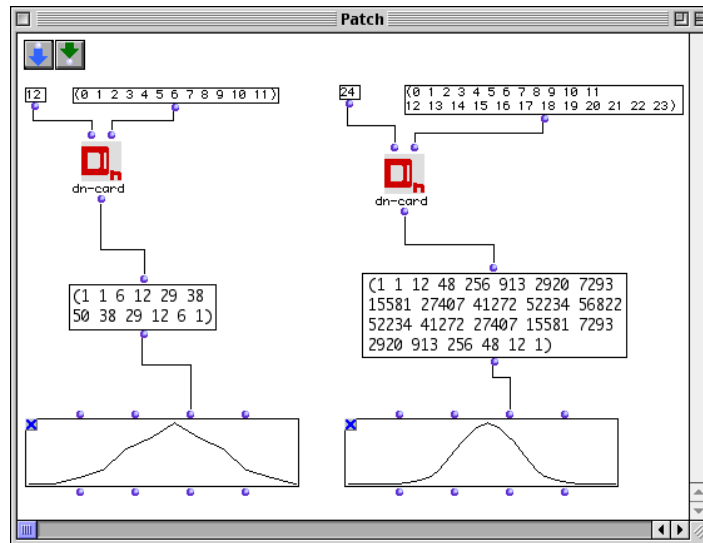 Patch
12
(0 1 2 3 4 5 6 7 8 9 10 11)
dn-card
(1 1 6 12 29 38
50 38 29 12 6 1)
24
(0 1 2 3 4 5 6 7 8 9 10 11
12 13 14 15 16 17 18 19 20 21 22 23)
dn-card
(1 1 12 48 256 913 2920 7293
15581 27407 41272 52234 56822
52234 41272 27407 15581 7293
2920 913 256 48 12 1)